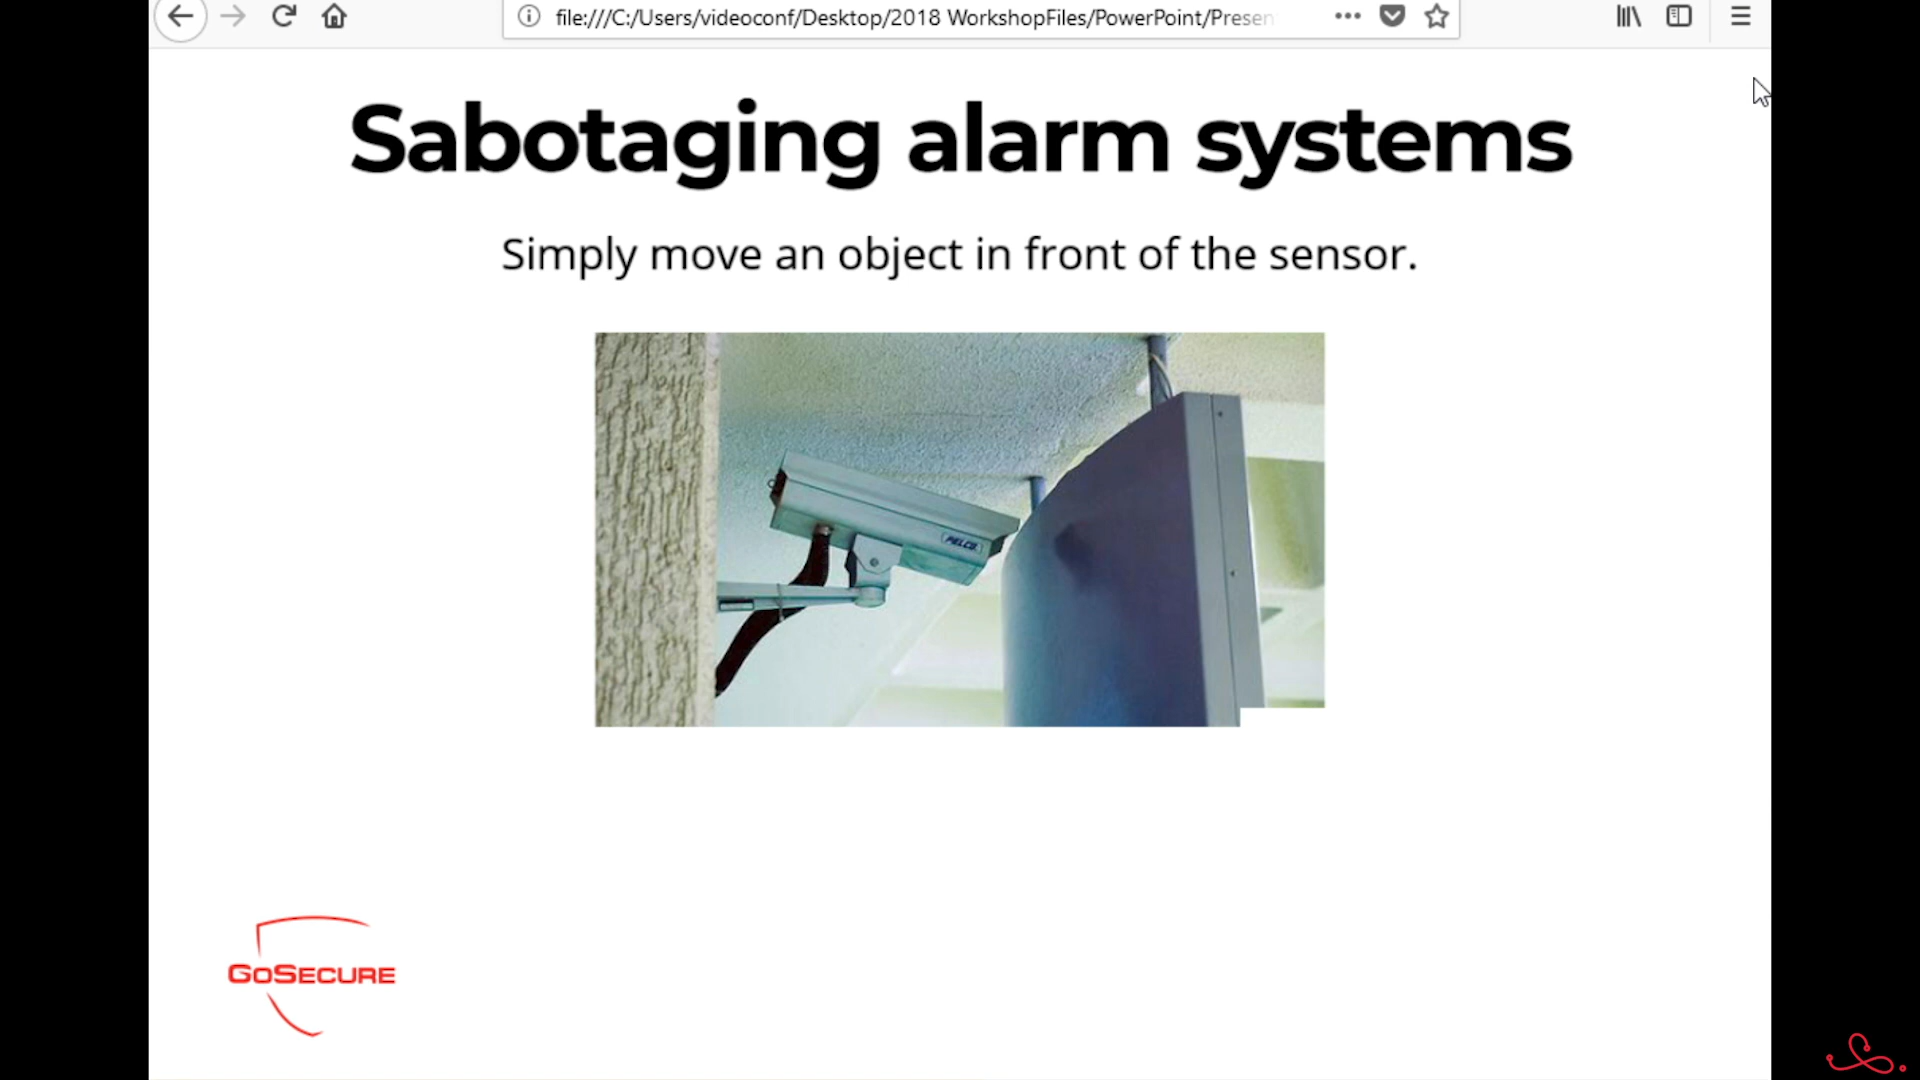 file:///C:/Users/videoconf/Desktop/2018 WorkshopFiles/PowerPoint/Presen
Sabotaging alarm systems
Simply move an object in front of the sensor.
PELCO
GOSECURE